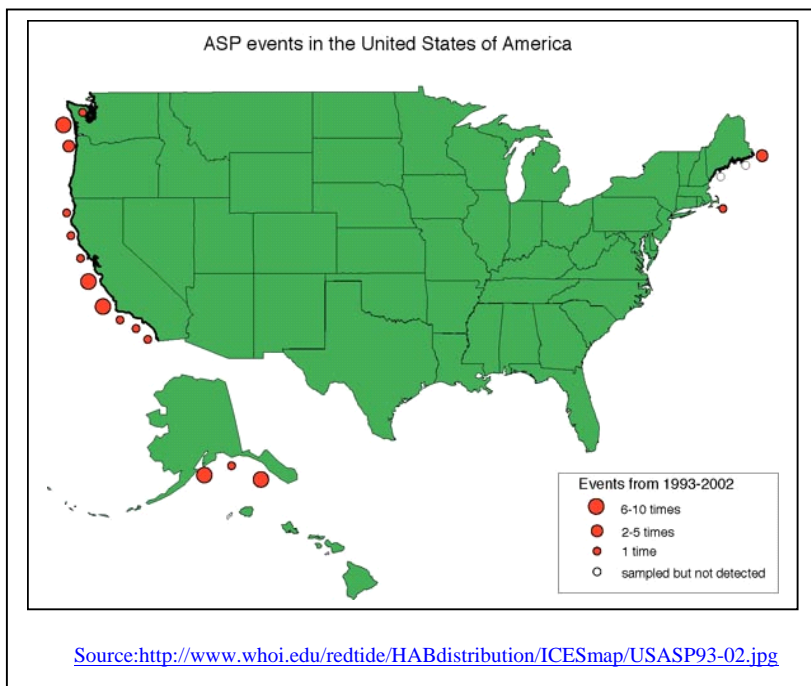 ASP events in the United States of America
Events from 1993-2002
6-10 times
2-5 times
1 time
sampled but not detected
Source:http://www.whoi.edu/redtide/HABdistribution/ICESmap/USASP93-02.jpg